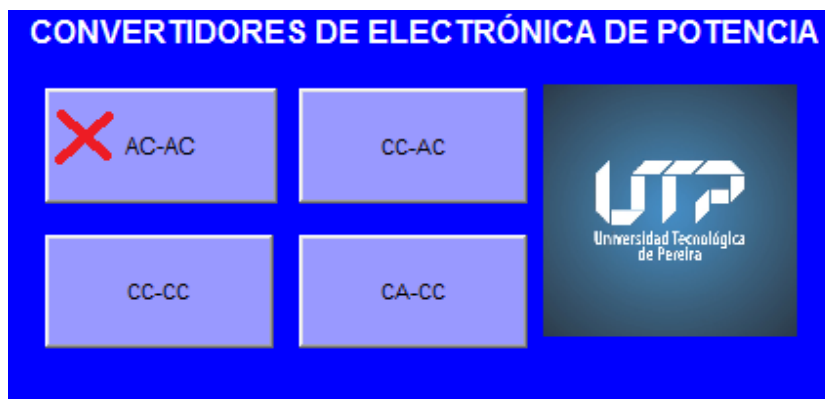 CONVERTIDORES DE ELECTRÓNICA DE POTENCIA
AC-AC
CC-AC
CC-CC
CA-CC
UTP
Universidad Tecnológica
de Pereira